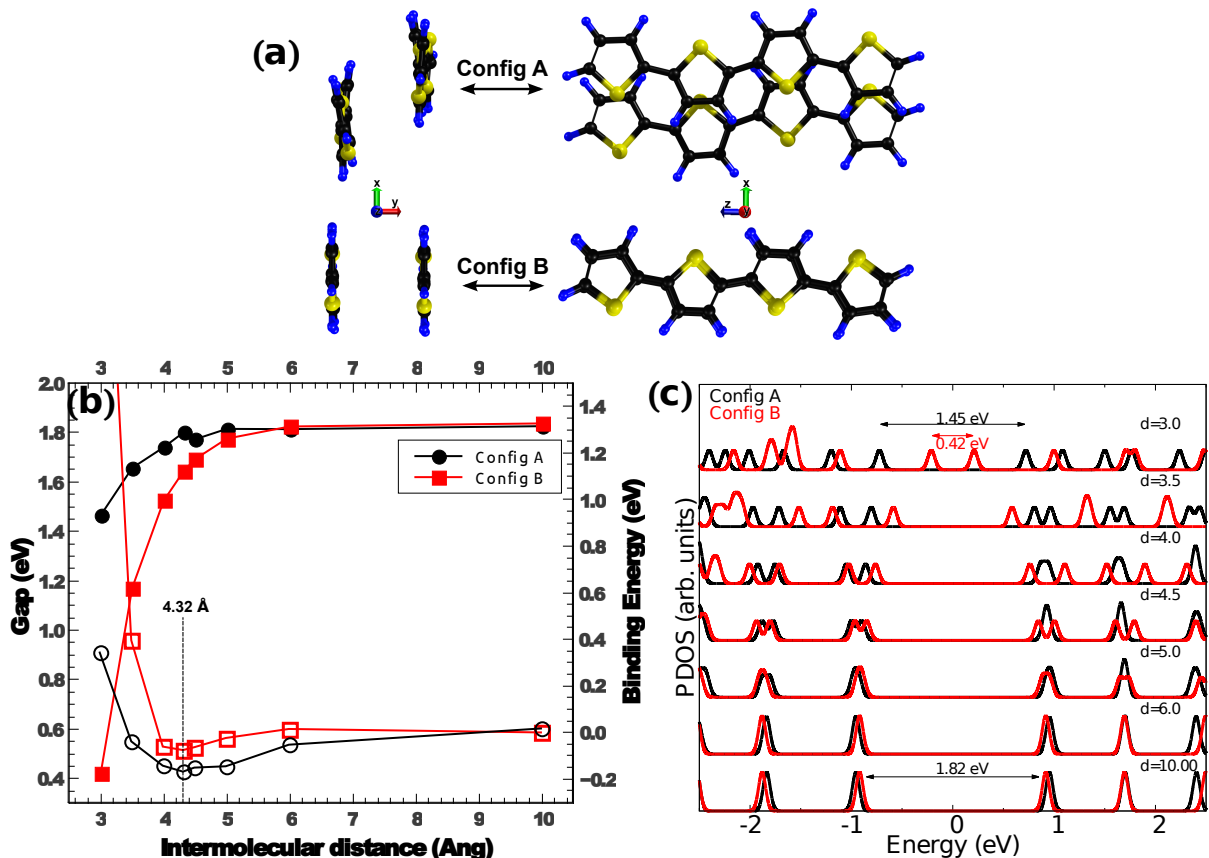 (a)
Config A
x
y
z
x
z
y
Config B
3 4 5 6 7 8 9 10
(b)
2.0
1.8
1.6
1.4
1.2
1.0
0.8
0.6
0.4
Gap (eV)
1.4
1.2
1.0
0.8
0.6
0.4
0.2
0.0
−0.2
Binding Energy (eV)
Config A
Config B
4.32 Å
3 4 5 6 7 8 9 10
Intermolecular distance (Ang)
(c)
Config A
Config B
1.45 eV
0.42 eV
d=3.0
d=3.5
d=4.0
d=4.5
d=5.0
d=6.0
1.82 eV
d=10.00
PDOS (arb. units)
-2 -1 0 1 2
Energy (eV)